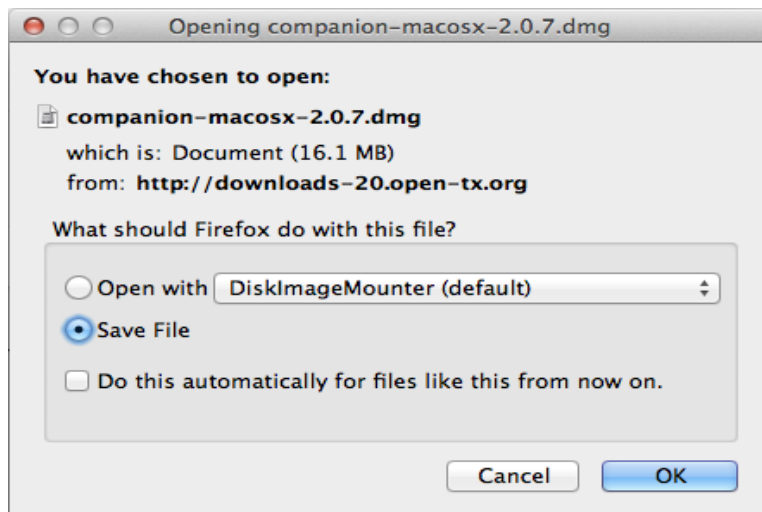 Opening companion-macosx-2.0.7.dmg
You have chosen to open:
companion-macosx-2.0.7.dmg
which is: Document (16.1 MB)
from: http://downloads-20.open-tx.org
What should Firefox do with this file?
Open with DiskImageMounter (default)
Save File
Do this automatically for files like this from now on.
Cancel OK